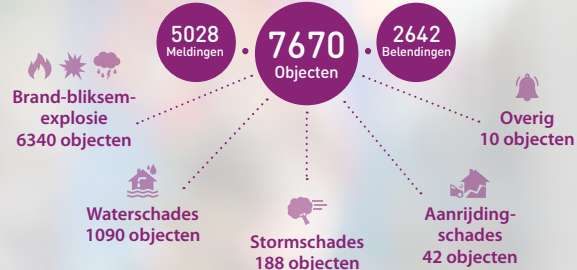 5028
Meldingen
7670
Objecten
2642
Belendingen
Brand-bliksem-
explosie
6340 objecten
Overig
10 objecten
Waterschades
1090 objecten
Stormschades
188 objecten
Aanrijding-
schades
42 objecten